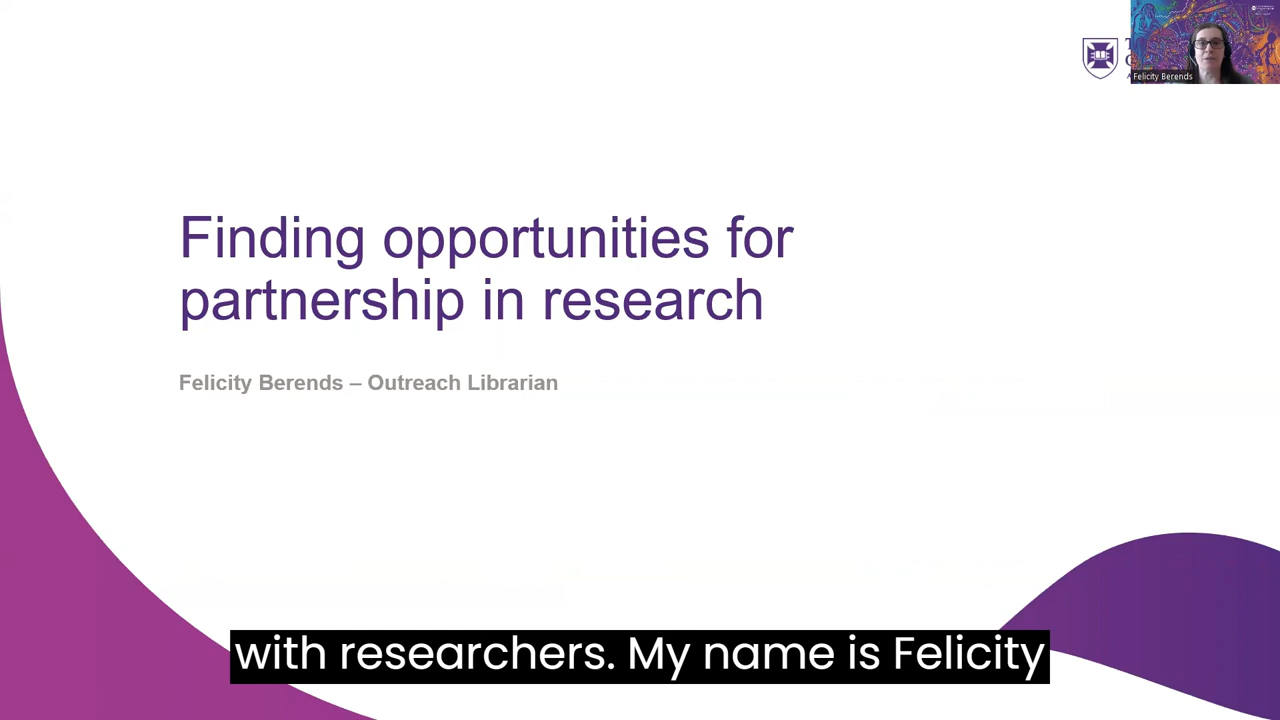 Felicity Berends
Finding opportunities for
partnership in research
Felicity Berends – Outreach Librarian
with researchers. My name is Felicity